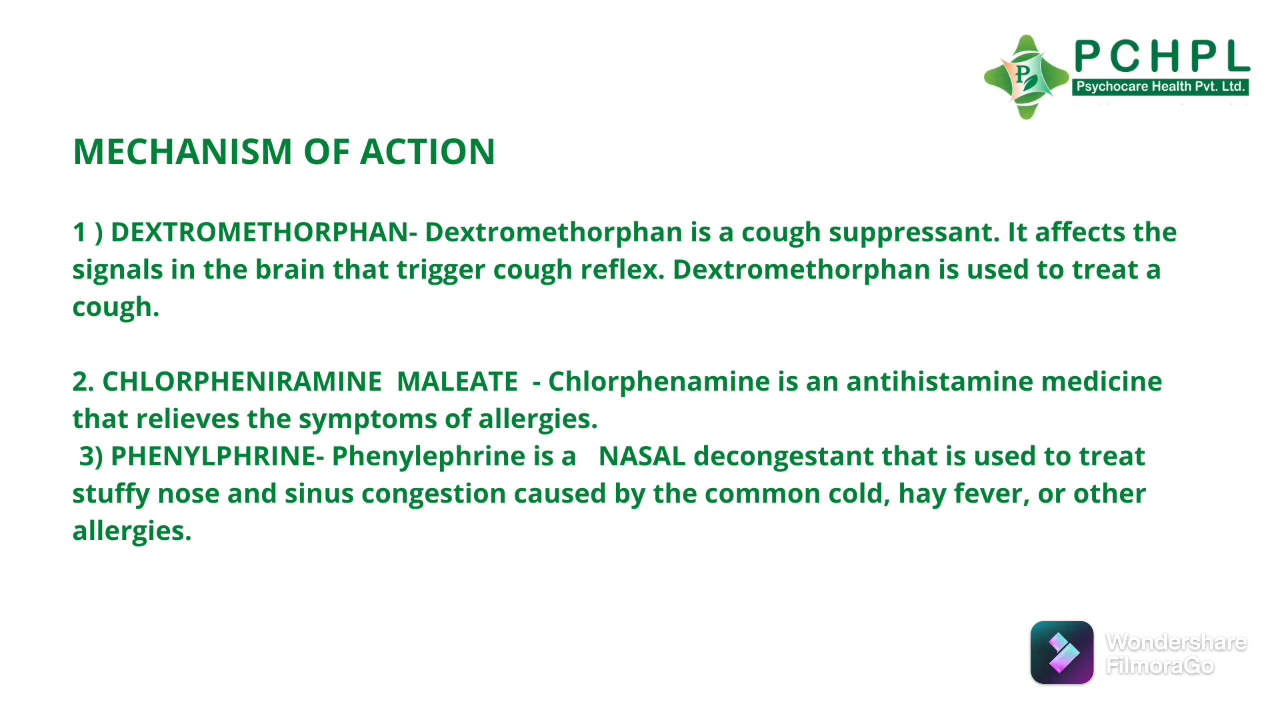 P
PCHPL
Psychocare Health Pvt. Ltd.
MECHANISM OF ACTION
1 ) DEXTROMETHORPHAN- Dextromethorphan is a cough suppressant. It affects the
signals in the brain that trigger cough reflex. Dextromethorphan is used to treat a
cough.
2. CHLORPHENIRAMINE  MALEATE  - Chlorphenamine is an antihistamine medicine
that relieves the symptoms of allergies.
3) PHENYLPHRINE- Phenylephrine is a   NASAL decongestant that is used to treat
stuffy nose and sinus congestion caused by the common cold, hay fever, or other
allergies.
Wondershare
FilmoraGo